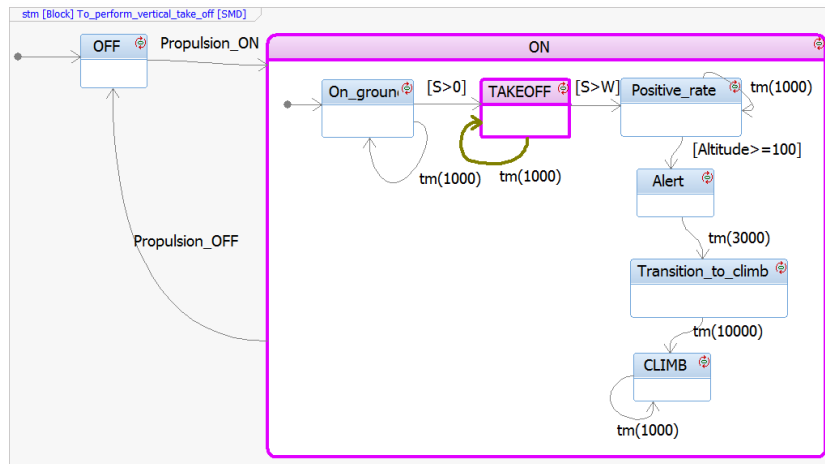 stm [Block] To_perform_vertical_take_off [SMD]
OFF
Propulsion_ON
ON
On_groun
[S>0]
TAKEOFF
[S>W]
Positive_rate
tm(1000)
tm(1000)
tm(1000)
[Altitude>=100]
Alert
tm(3000)
Propulsion_OFF
Transition_to_climb
tm(10000)
CLIMB
tm(1000)